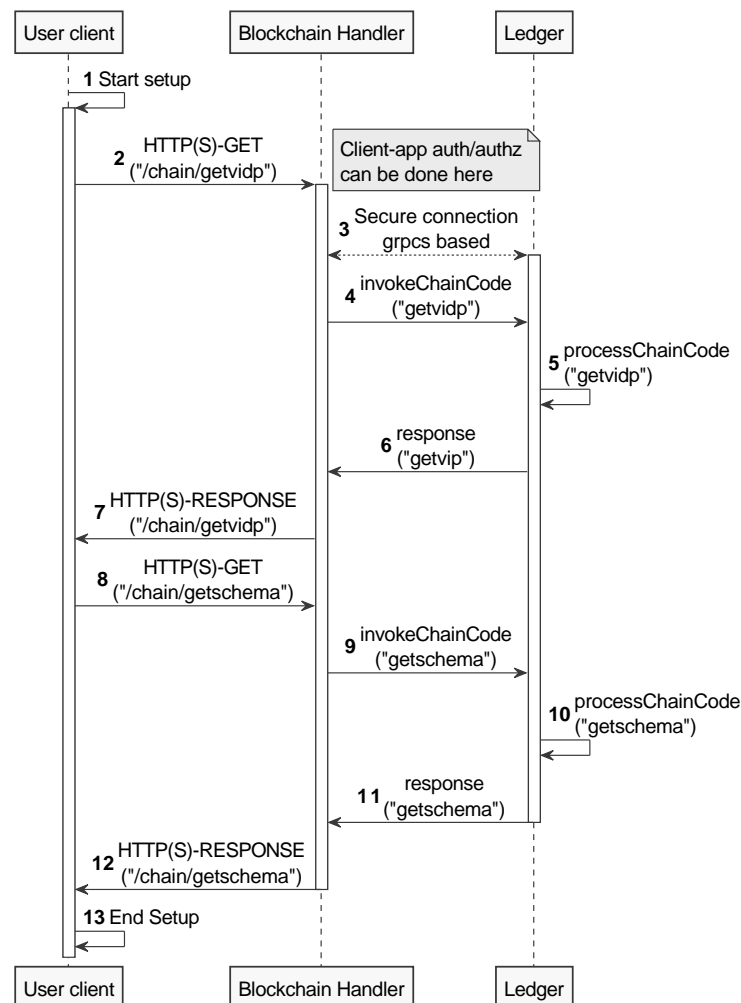 User client
Blockchain Handler
Ledger
1 Start setup
HTTP(S)-GET
2 ("/chain/getvidp")
Client-app auth/authz
can be done here
3 Secure connection
grpcs based
4 invokeChainCode
("getvidp")
5 processChainCode
("getvidp")
6 response
("getvip")
7 HTTP(S)-RESPONSE
("/chain/getvidp")
8 HTTP(S)-GET
("/chain/getschema")
9 invokeChainCode
("getschema")
10 processChainCode
("getschema")
11 response
("getschema")
12 HTTP(S)-RESPONSE
("/chain/getschema")
13 End Setup
User client
Blockchain Handler
Ledger